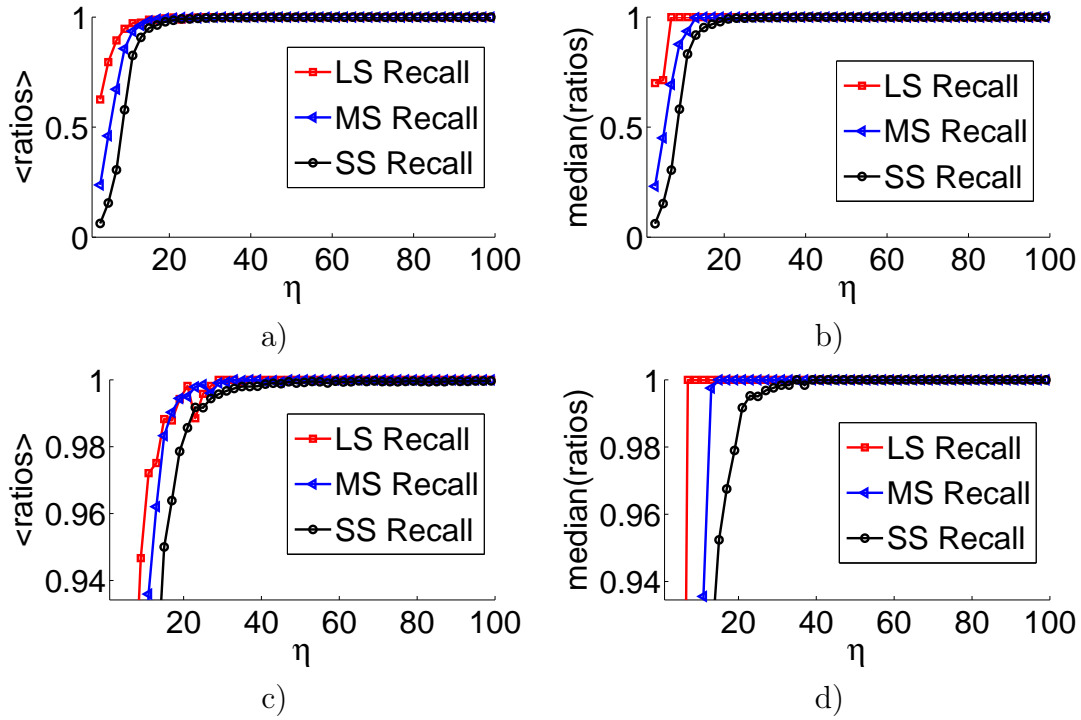 1
0.5
0
<ratios>
20 40 60 80 100
η
LS Recall
MS Recall
SS Recall
a)
1
0.5
0
median(ratios)
20 40 60 80 100
η
LS Recall
MS Recall
SS Recall
b)
1
0.98
0.96
0.94
<ratios>
20 40 60 80 100
η
LS Recall
MS Recall
SS Recall
c)
1
0.98
0.96
0.94
median(ratios)
20 40 60 80 100
η
LS Recall
MS Recall
SS Recall
d)